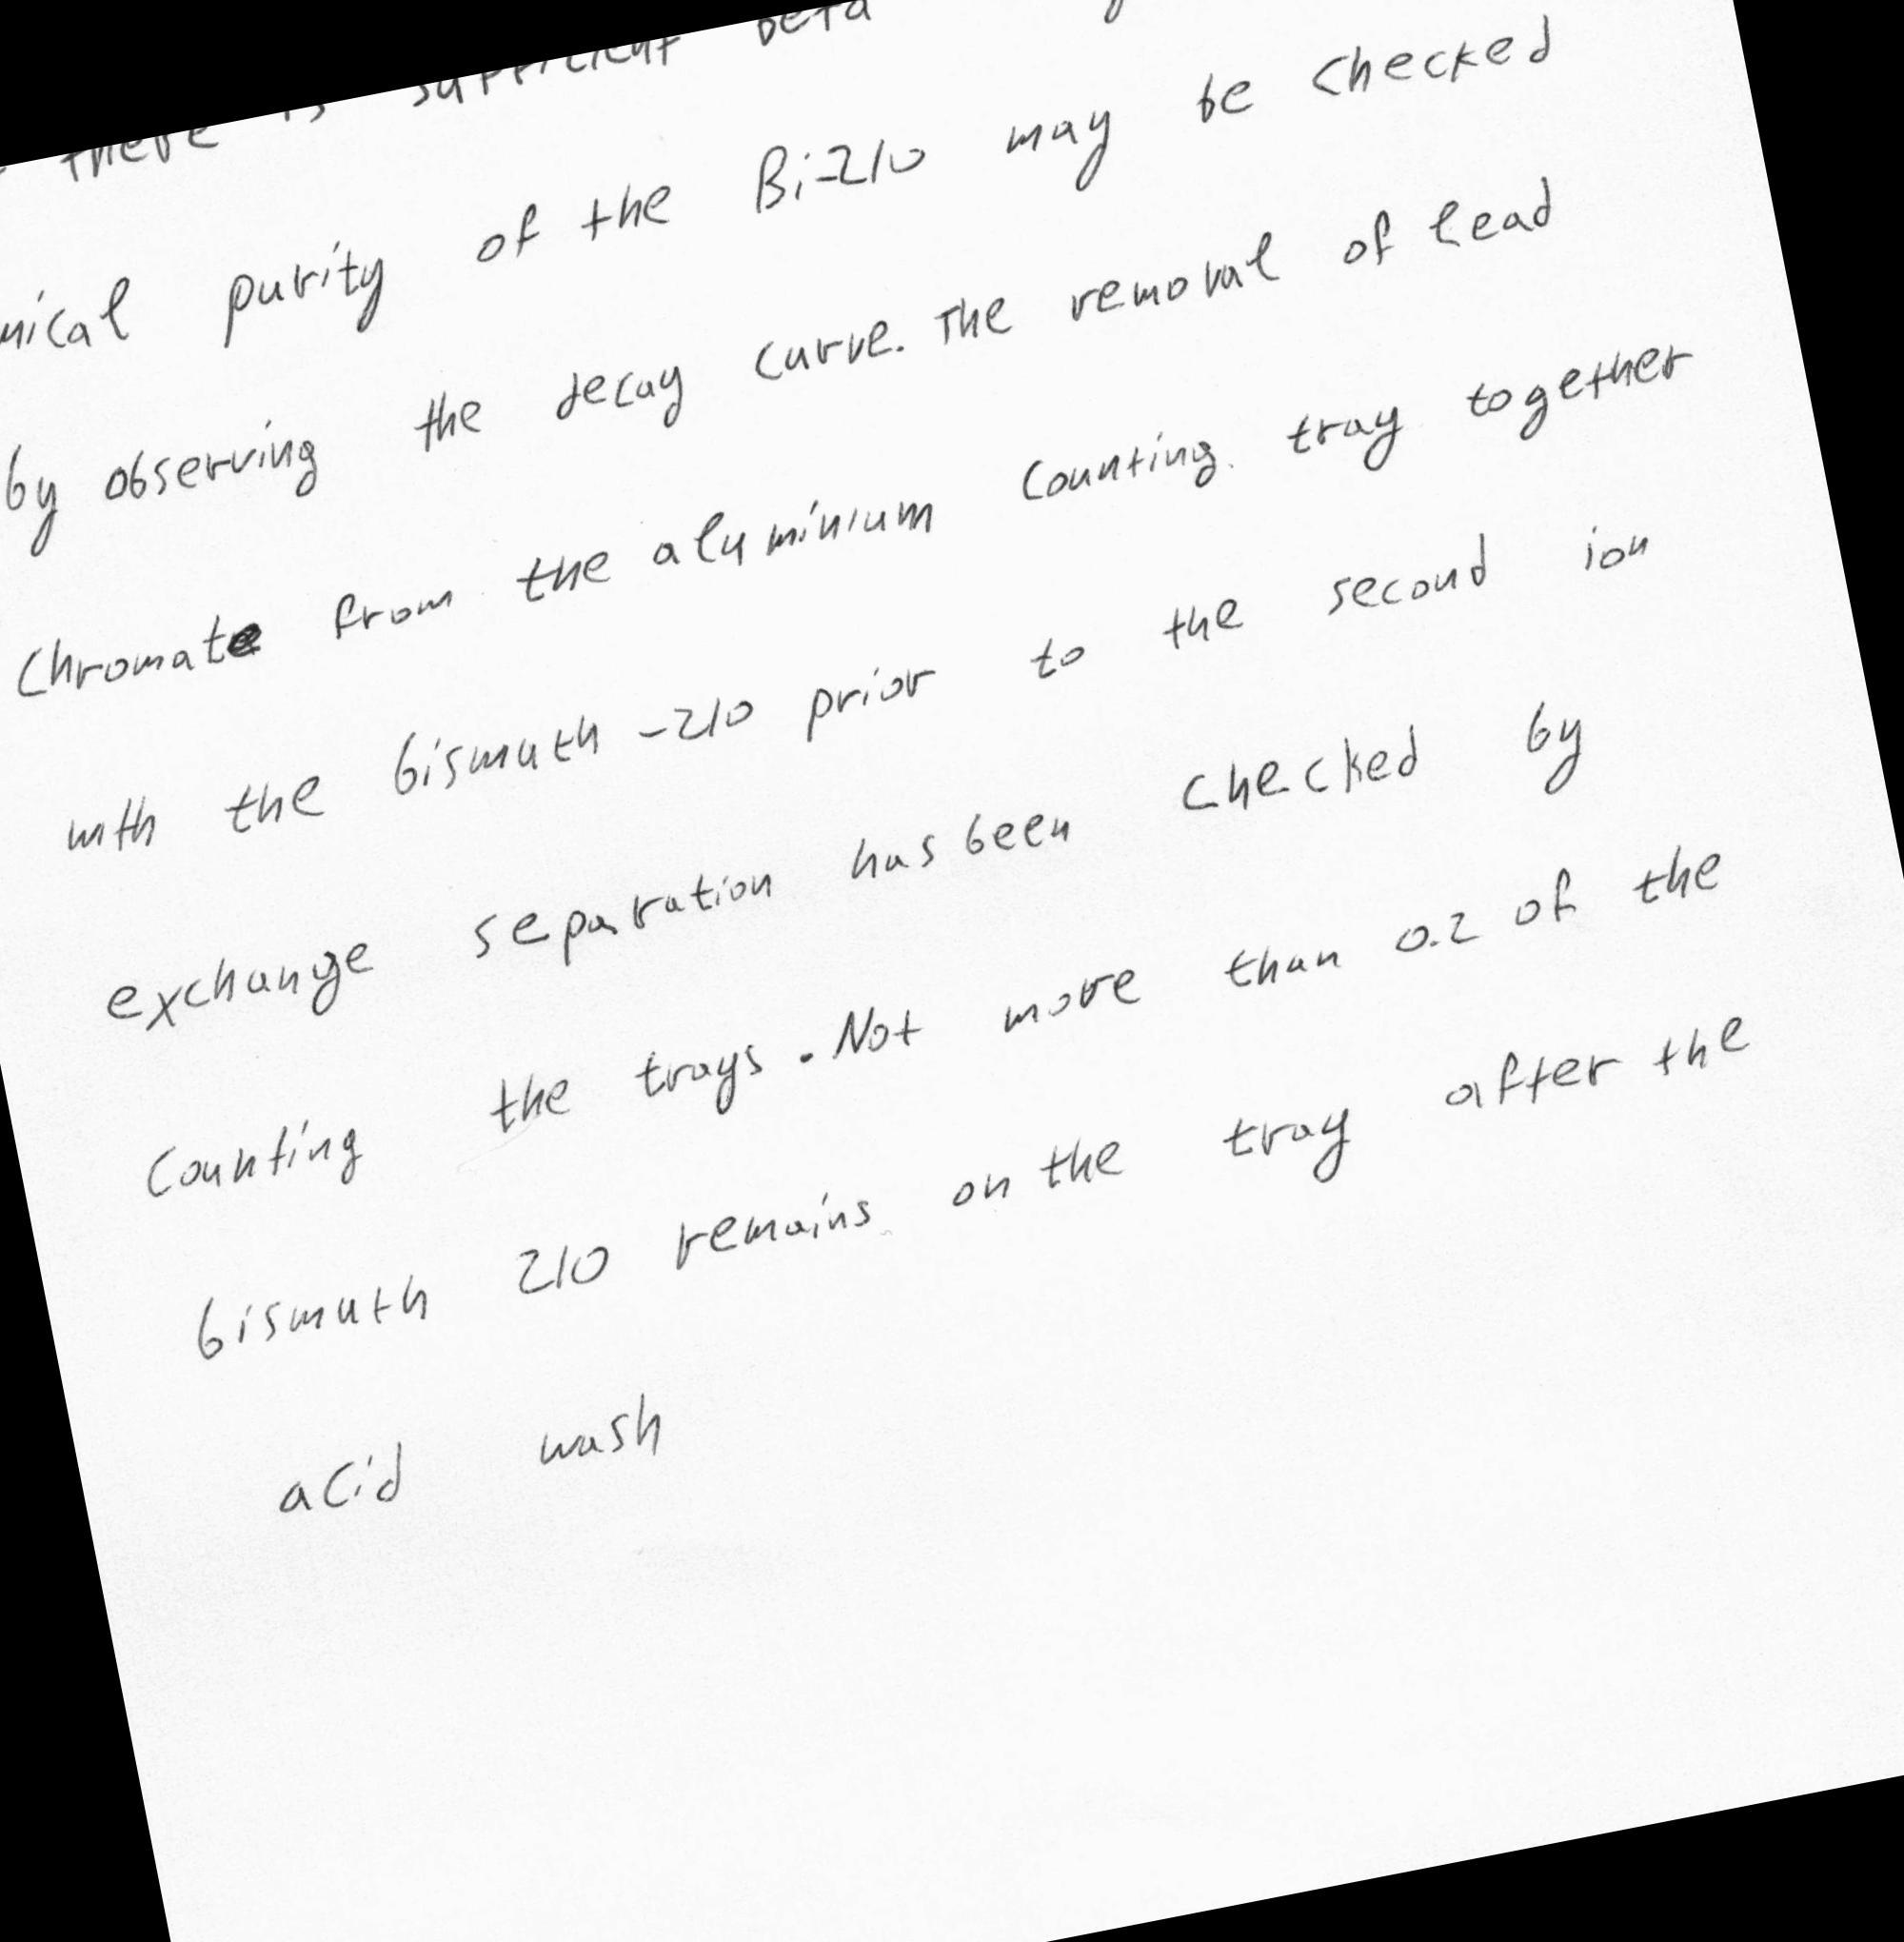 there is sufficient beta
mical purity of the Bi-210 may be checked
by observing the decay curve. The removal of lead
Chromate from the aluminium Counting tray together
with the bismuth -210 prior to the second ion
exchange separation has been checked by
Counting the trays. Not more than 0.2 of the
bismuth 210 remains on the tray after the
acid wash